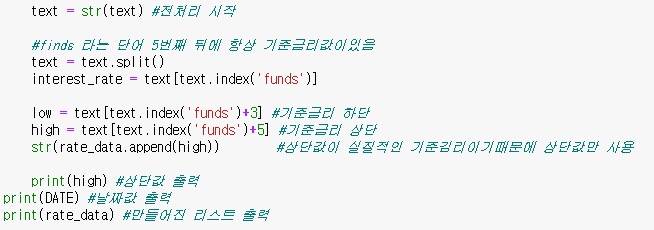 text = str(text) #전처리 시작
#finds 라는 단어 5번째 뒤에 항상 기준금리값이있음
text = text.split()
interest_rate = text[text.index('funds')]
low = text[text.index('funds')+3] #기준금리 하단
high = text[text.index('funds')+5] #기준금리 상단
str(rate_data.append(high)) #상단값이 실질적인 기준김리이기때문에 상단값만 사용
print(high) #상단값 출력
print(DATE) #날짜값 출력
print(rate_data) #만들어진 리스트 출력